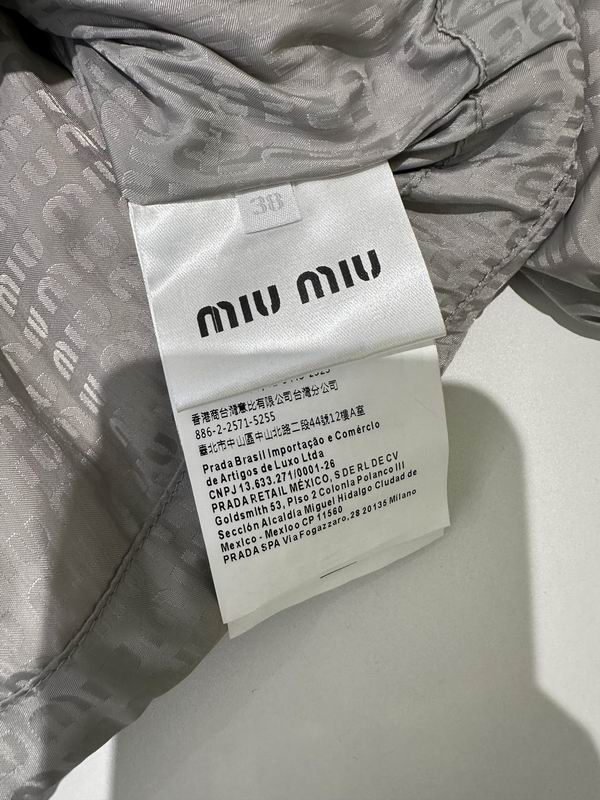 38
miu miu
香港商台灣意比有限公司台灣分公司
886-2-2571-5255
臺北市中山區中山北路二段44號12樓A室
Prada Brasil Importação e Comércio
de Artigos de Luxo Ltda
CNPJ 13.633.271/0001-26
PRADA RETAIL MÉXICO, S DE RL DE CV
Goldsmith 53, Piso 2 Colonia Polanco III
Sección Alcaldía Miguel Hidalgo Ciudad de
Mexico - Mexico CP 11560
PRADA SPA Via Fogazzaro, 28 20135 Milano